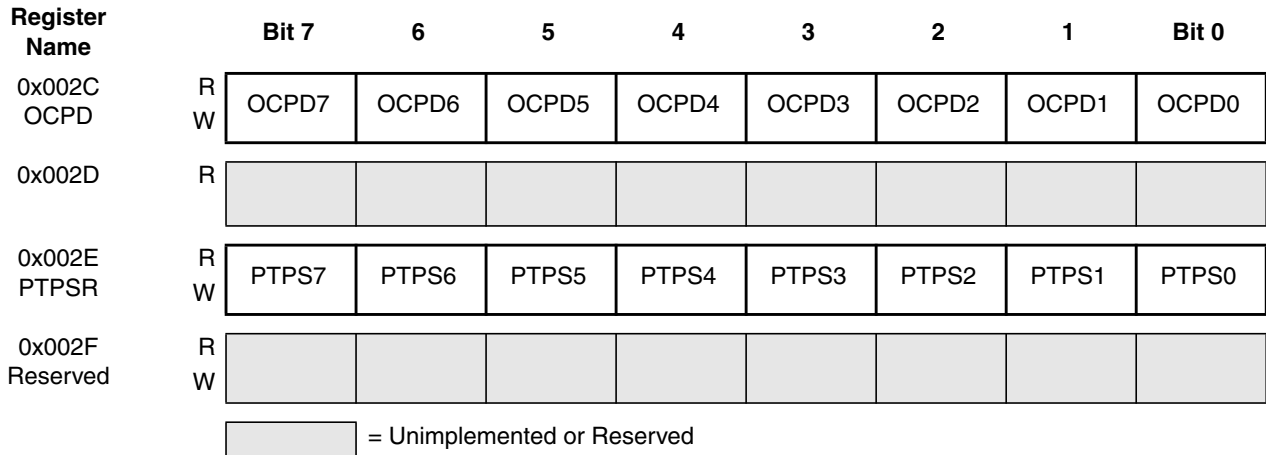 Register Name Bit 7 6 5 4 3 2 1 Bit 0
0x002C OCPD R W OCPD7 OCPD6 OCPD5 OCPD4 OCPD3 OCPD2 OCPD1 OCPD0
0x002D R
0x002E PTPSR R W PTPS7 PTPS6 PTPS5 PTPS4 PTPS3 PTPS2 PTPS1 PTPS0
0x002F Reserved R W
= Unimplemented or Reserved